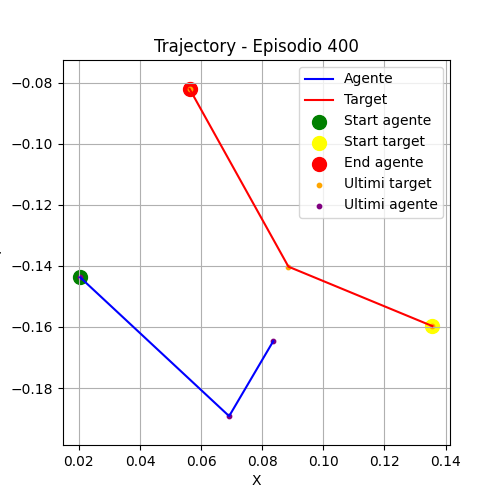 Trajectory - Episodio 400
Agente
Target
Start agente
Start target
End agente
Ultimi target
Ultimi agente
−0.08
−0.10
−0.12
−0.14
−0.16
−0.18
0.02 0.04 0.06 0.08 0.10 0.12 0.14
X